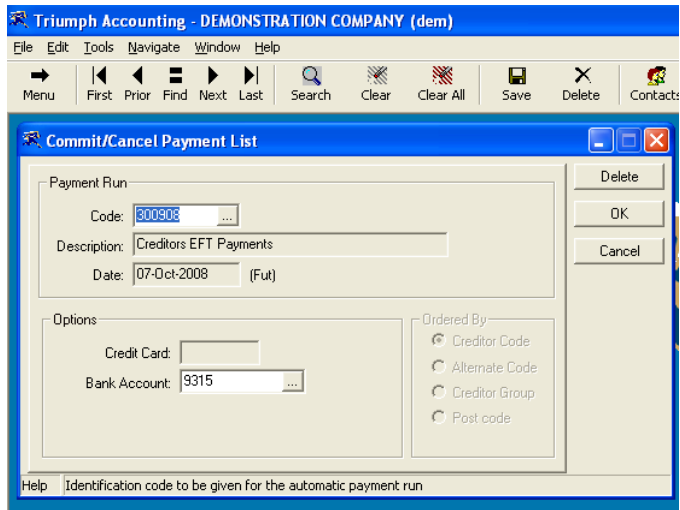 Triumph Accounting - DEMONSTRATION COMPANY (dem)
File Edit Tools Navigate Window Help
Menu First Prior Find Next Last Search Clear Clear All Save Delete Contacts
Commit/Cancel Payment List
Payment Run
Delete
Code: 300908 ...
OK
Description: Creditors EFT Payments
Cancel
Date: 07-Oct-2008 (Fut)
Options
Ordered By
Creditor Code
Credit Card:
Alternate Code
Bank Account: 9315 ...
Creditor Group
Post code
Help Identification code to be given for the automatic payment run